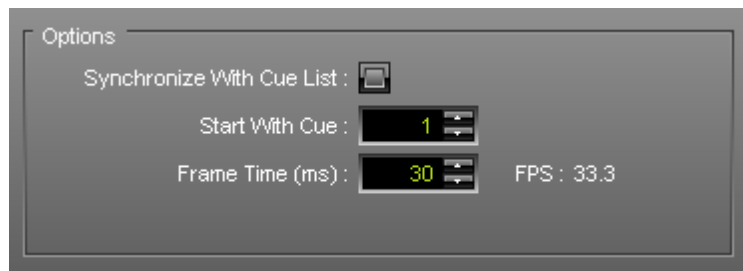 Options
Synchronize With Cue List :
Start With Cue : 1
Frame Time (ms) : 30 FPS : 33.3